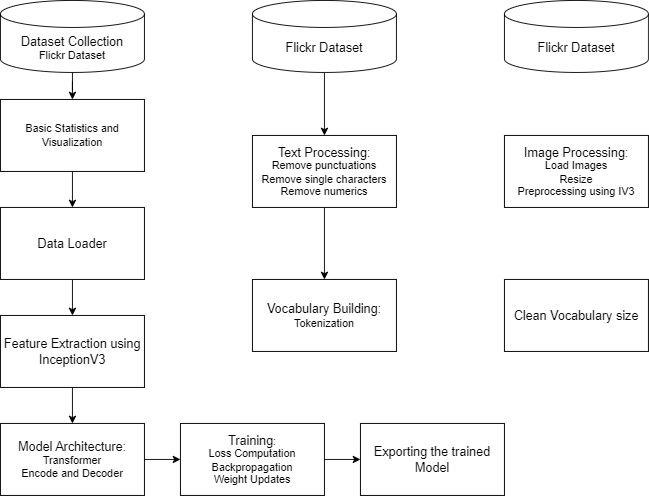 Dataset Collection
Flickr Dataset
Flickr Dataset
Flickr Dataset
Basic Statistics and
Visualization
Text Processing:
Remove punctuations
Remove single characters
Remove numerics
Image Processing:
Load Images
Resize
Preprocessing using IV3
Data Loader
Vocabulary Building:
Tokenization
Clean Vocabulary size
Feature Extraction using
InceptionV3
Model Architecture:
Transformer
Encode and Decoder
Training:
Loss Computation
Backpropagation
Weight Updates
Exporting the trained
Model